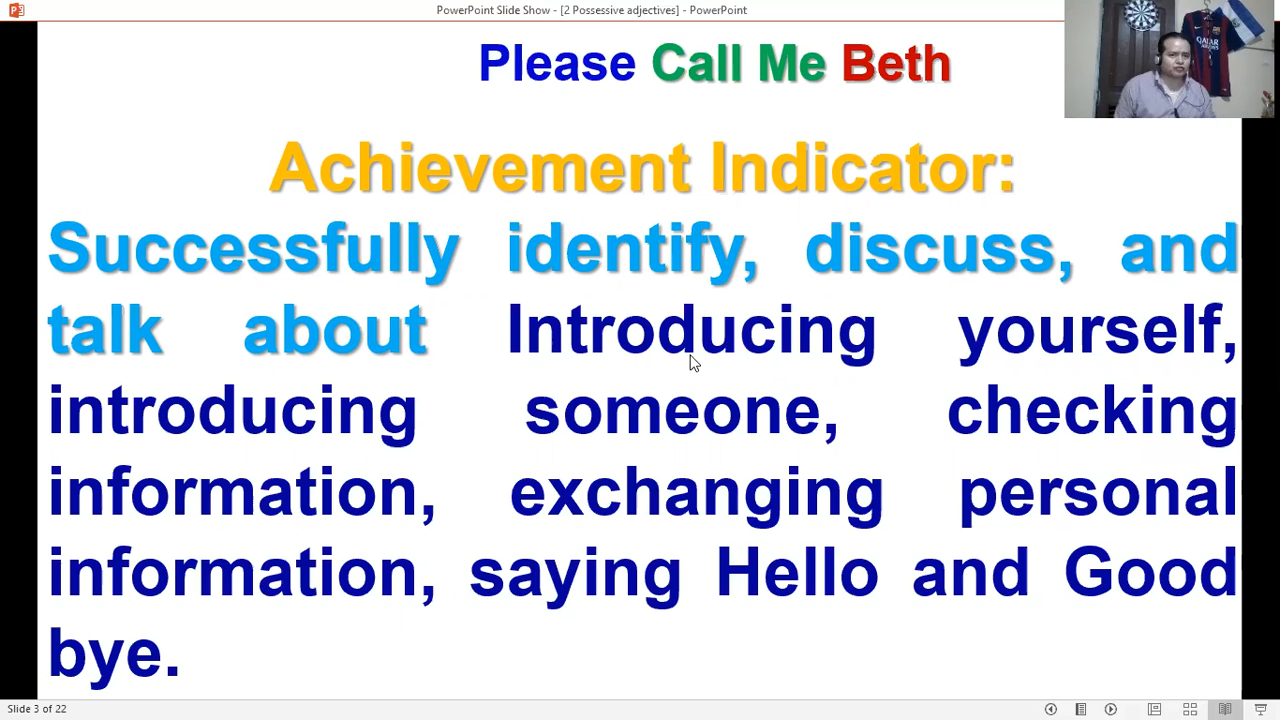 PowerPoint Slide Show - [2 Possessive adjectives] - PowerPoint
Please Call Me Beth
Achievement Indicator:
Successfully identify, discuss, and
talk about Introducing yourself,
introducing someone, checking
information, exchanging personal
information, saying Hello and Good
bye.
Slide 3 of 22